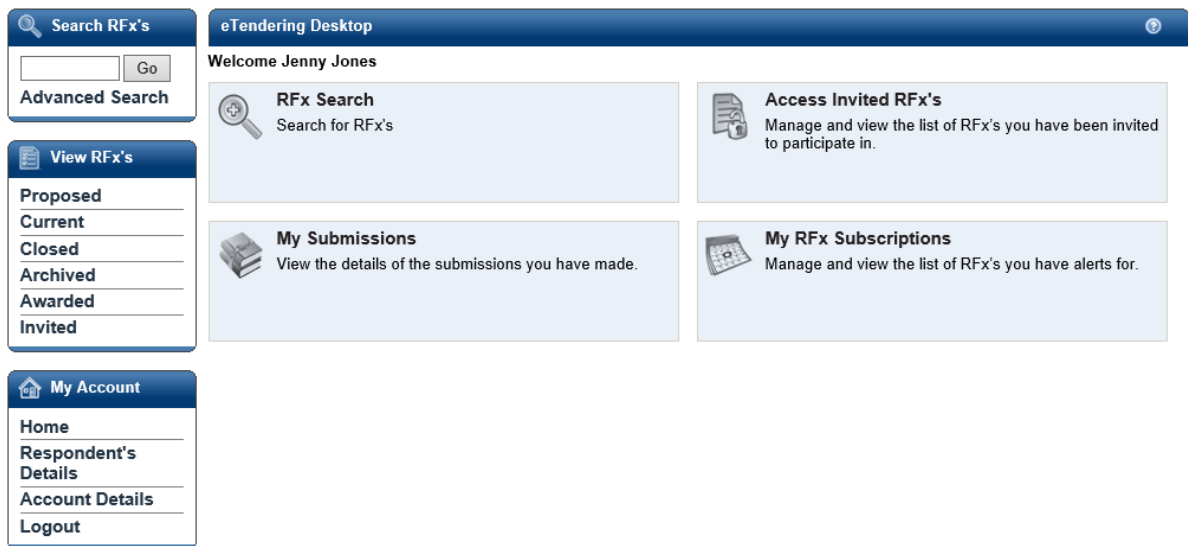 Search RFx's
Go
Advanced Search
View RFx's
Proposed
Current
Closed
Archived
Awarded
Invited
My Account
Home
Respondent's
Details
Account Details
Logout
eTendering Desktop
?
Welcome Jenny Jones
RFx Search
Search for RFx's
Access Invited RFx's
Manage and view the list of RFx's you have been invited
to participate in.
My Submissions
View the details of the submissions you have made.
My RFx Subscriptions
Manage and view the list of RFx's you have alerts for.